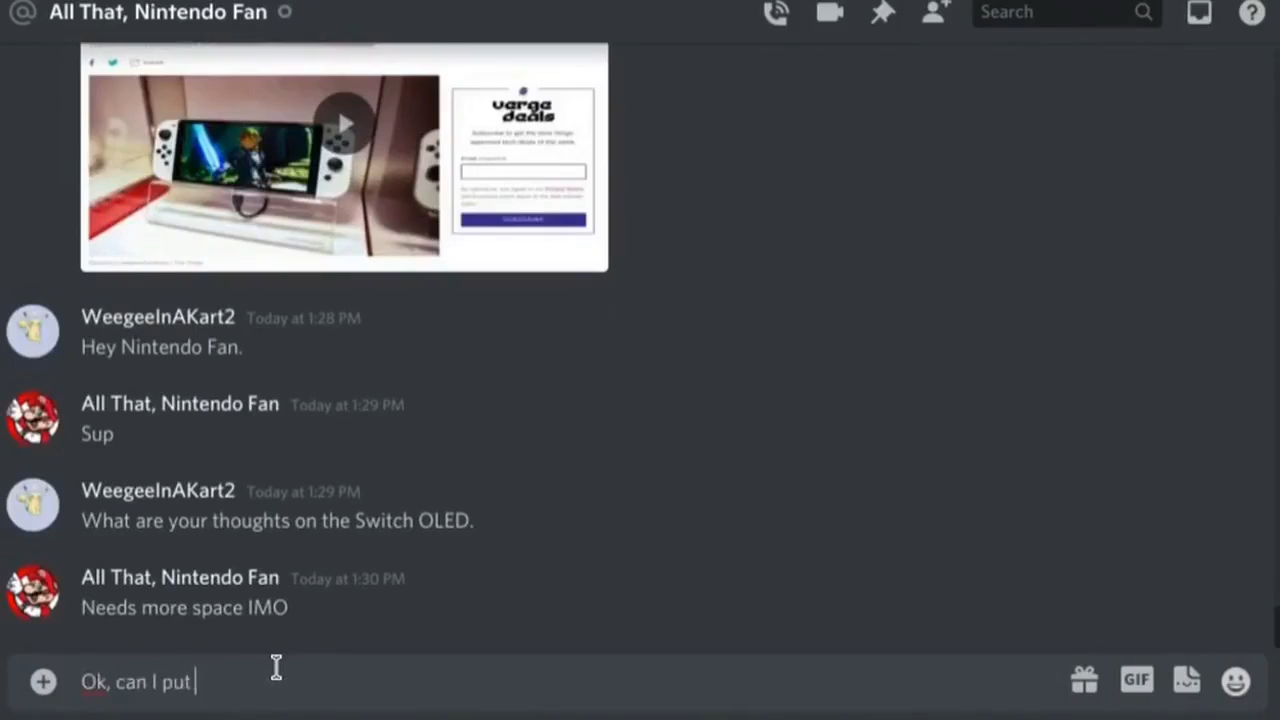 All That, Nintendo Fan
Search
verge
deals
WeegeeInAKart2 Today at 1:28 PM
Hey Nintendo Fan.
All That, Nintendo Fan Today at 1:29 PM
Sup
WeegeeInAKart2 Today at 1:29 PM
What are your thoughts on the Switch OLED.
All That, Nintendo Fan Today at 1:30 PM
Needs more space IMO
Ok, can I put
GIF